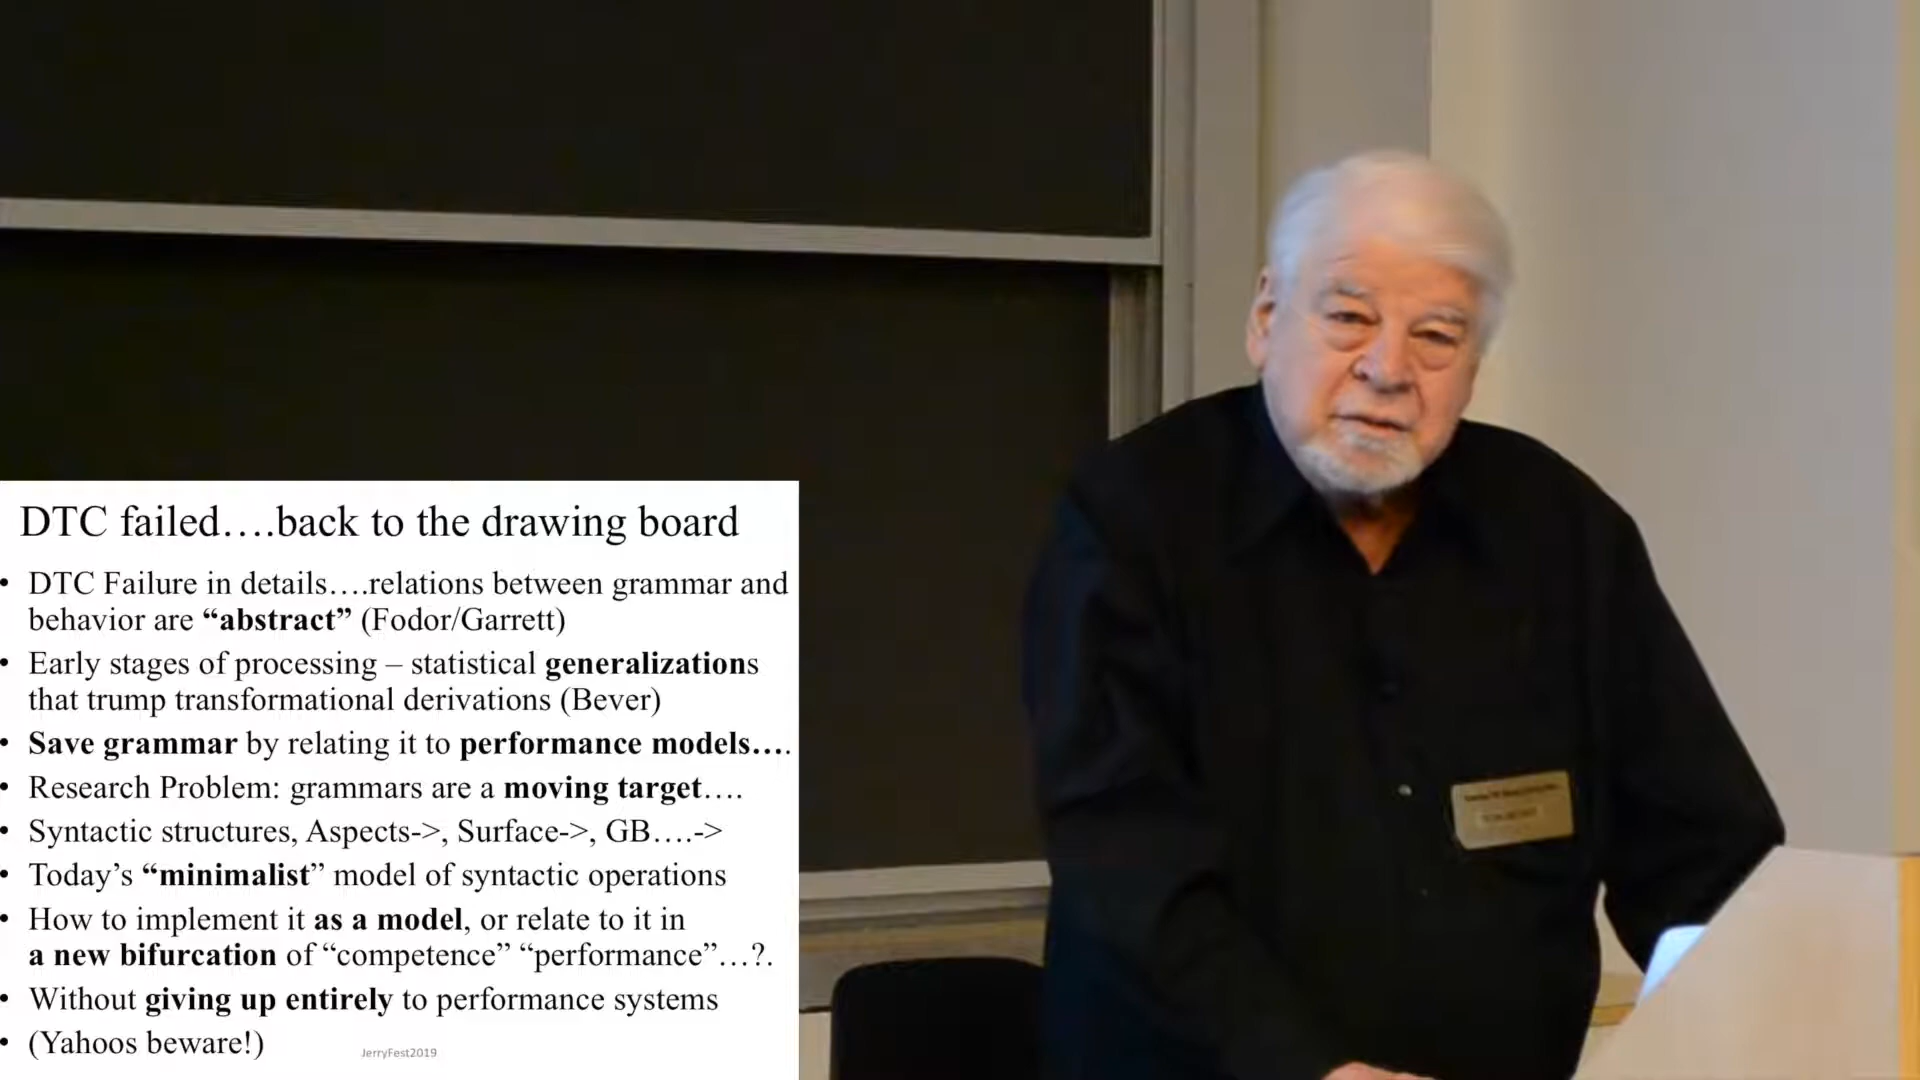 DTC failed….back to the drawing board
• DTC Failure in details….relations between grammar and
behavior are “abstract” (Fodor/Garrett)
• Early stages of processing – statistical generalizations
that trump transformational derivations (Bever)
• Save grammar by relating it to performance models….
• Research Problem: grammars are a moving target….
• Syntactic structures, Aspects->, Surface->, GB….->
• Today’s “minimalist” model of syntactic operations
• How to implement it as a model, or relate to it in
a new bifurcation of “competence” “performance”…?.
• Without giving up entirely to performance systems
• (Yahoos beware!)
JerryFest2019